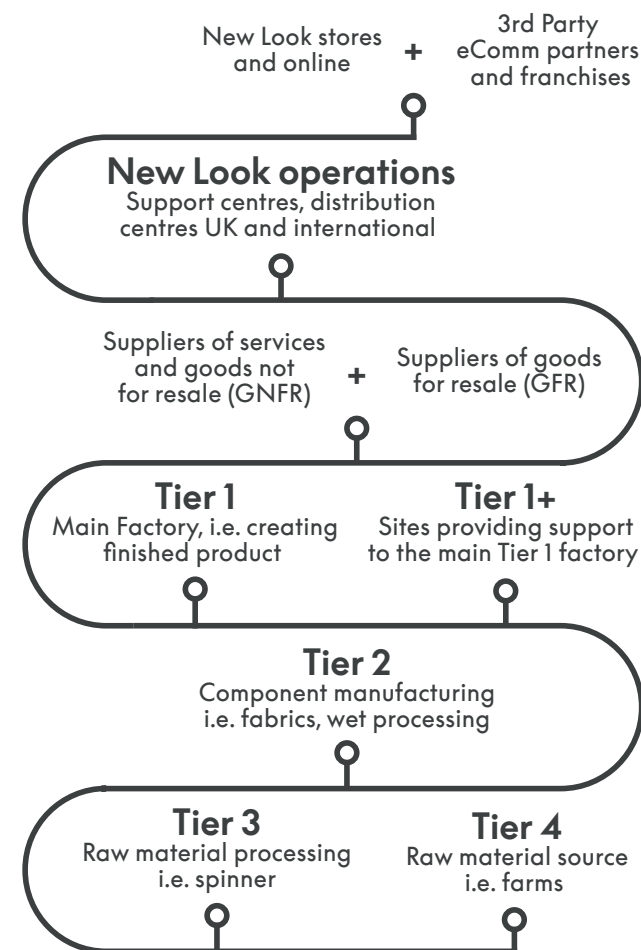 New Look stores
and online
+
3rd Party
eComm partners
and franchises
New Look operations
Support centres, distribution
centres UK and international
Suppliers of services
and goods not
for resale (GNFR)
+
Suppliers of goods
for resale (GFR)
Tier 1
Main Factory, i.e. creating
finished product
Tier 1+
Sites providing support
to the main Tier 1 factory
Tier 2
Component manufacturing
i.e. fabrics, wet processing
Tier 3
Raw material processing
i.e. spinner
Tier 4
Raw material source
i.e. farms